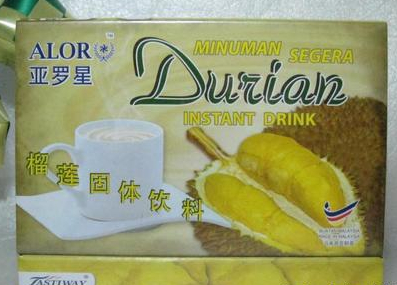 ALOR
亚罗星
MINUMAN SEGERA
Durian
INSTANT DRINK
榴莲固体饮料
TASTIWAY